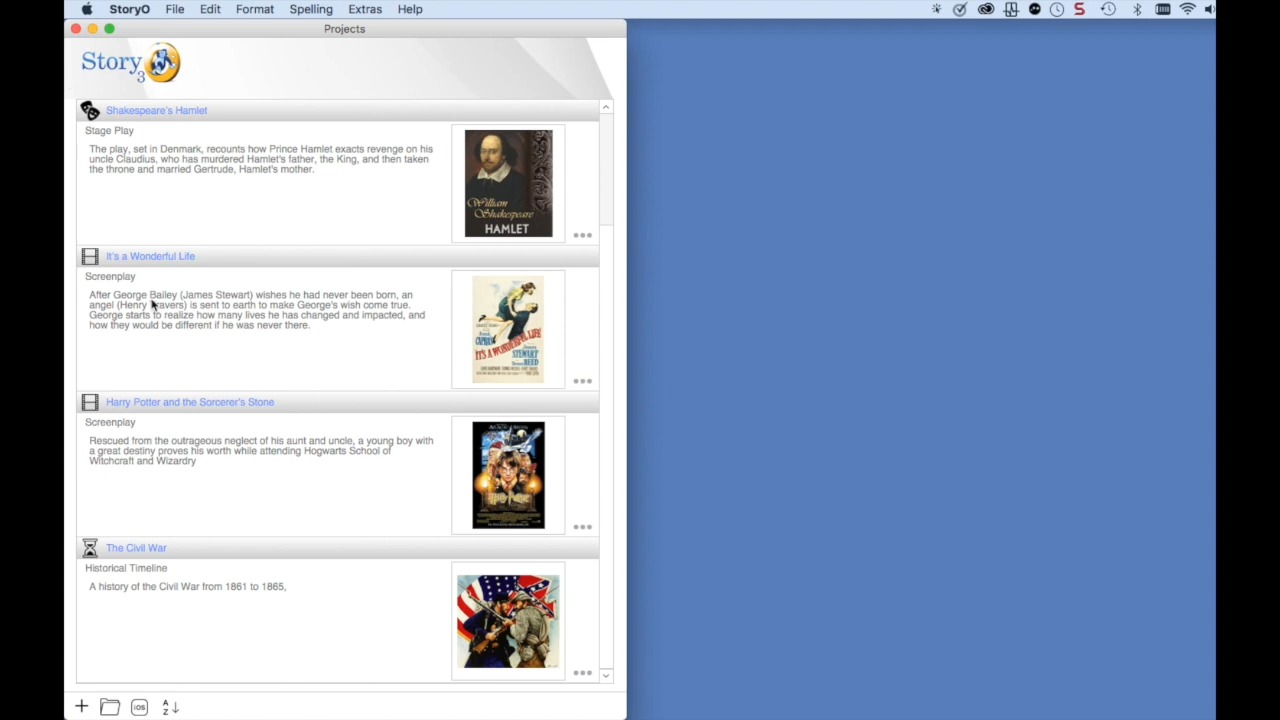 StoryO File Edit Format Spelling Extras Help
Projects
Story
3
Shakespeare's Hamlet
Stage Play
The play, set in Denmark, recounts how Prince Hamlet exacts revenge on his
uncle Claudius, who has murdered Hamlet's father, the King, and then taken
the throne and married Gertrude, Hamlet's mother.
William
Shakespeare
HAMLET
It's a Wonderful Life
Screenplay
After George Bailey (James Stewart) wishes he had never been born, an
angel (Henry Travers) is sent to earth to make George's wish come true.
George starts to realize how many lives he has changed and impacted, and
how they would be different if he was never there.
IT'S A WONDERFUL LIFE
STEWART
REED
Harry Potter and the Sorcerer's Stone
Screenplay
Rescued from the outrageous neglect of his aunt and uncle, a young boy with
a great destiny proves his worth while attending Hogwarts School of
Witchcraft and Wizardry
Harry Potter
The Civil War
Historical Timeline
A history of the Civil War from 1861 to 1865,
iOS
A
Z